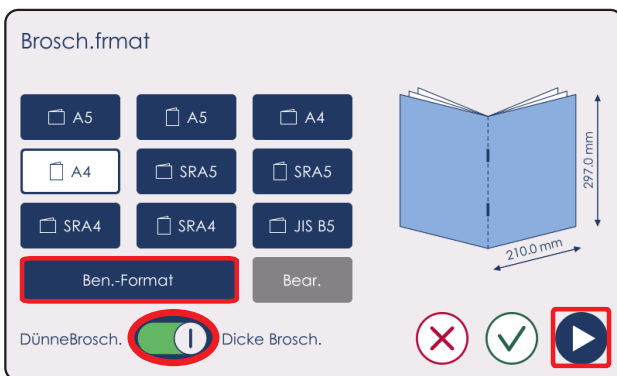 Brosch.frmat
A5
A5
A4
A4
SRA5
SRA5
SRA4
SRA4
JIS B5
Ben.-Format
Bear.
DünneBrosch.
Dicke Brosch.
297.0 mm
210.0 mm